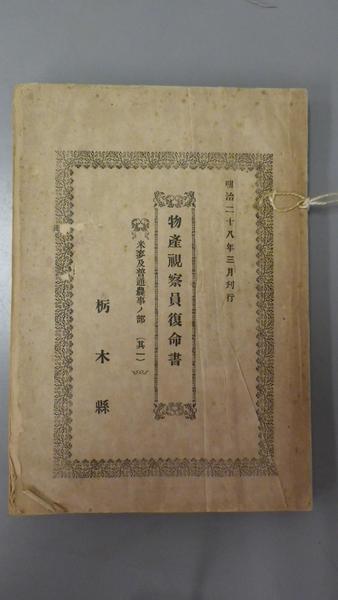 明治二十八年三月刊行
物產視察員復命書
米麥及普通農事ノ部（其一）
栃木縣